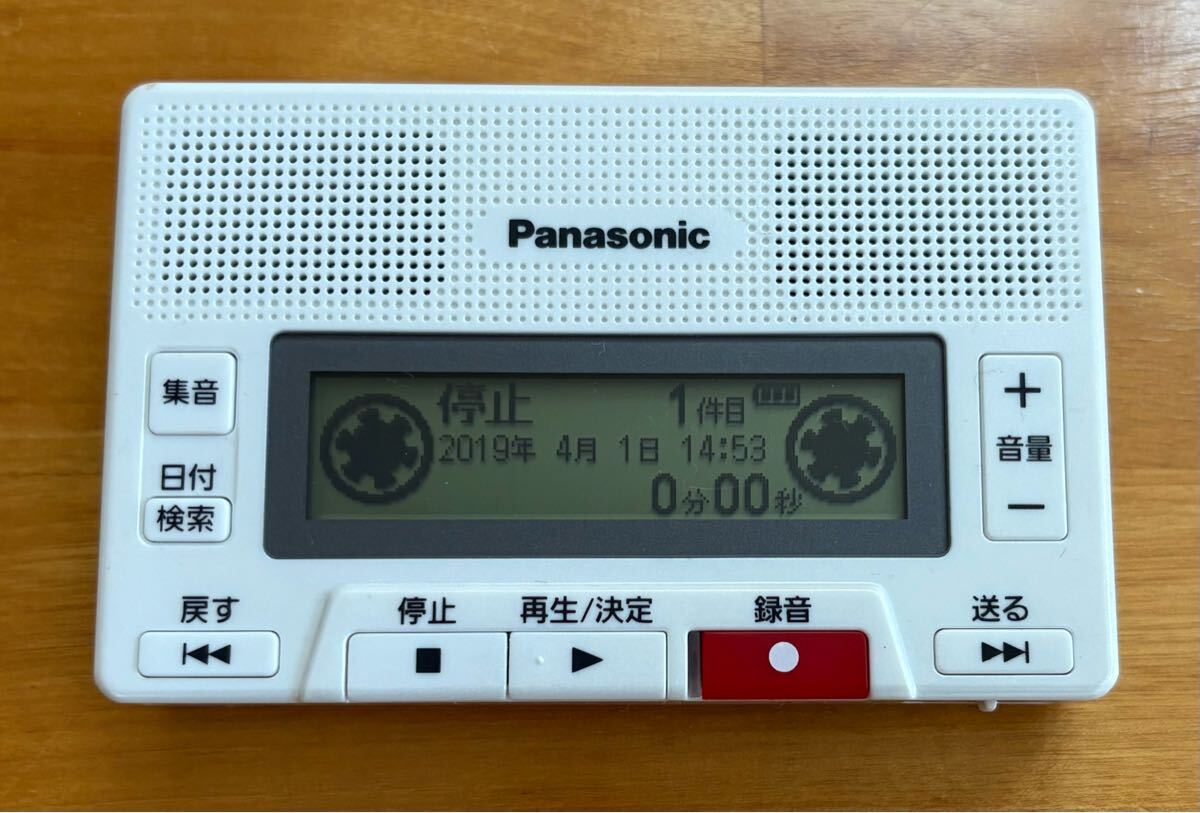 Panasonic
集音
日付
検索
停止 1件目
2019年 4月 1日 14:53
0分00秒
+
音量
−
戻す
停止
再生/決定
録音
送る